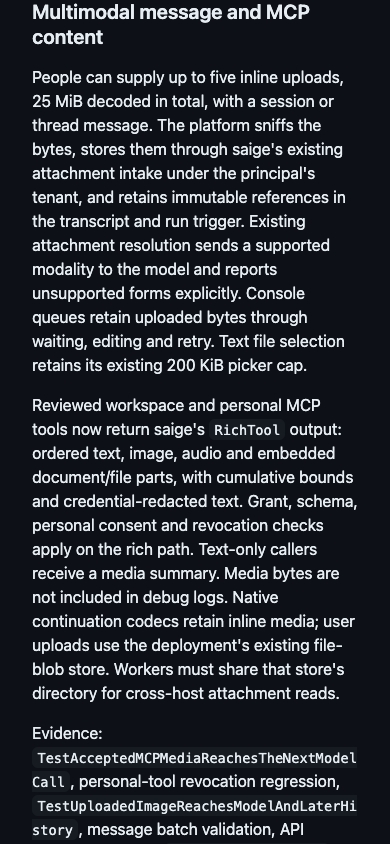 Multimodal message and MCP
content
People can supply up to five inline uploads,
25 MiB decoded in total, with a session or
thread message. The platform sniffs the
bytes, stores them through saige's existing
attachment intake under the principal's
tenant, and retains immutable references in
the transcript and run trigger. Existing
attachment resolution sends a supported
modality to the model and reports
unsupported forms explicitly. Console
queues retain uploaded bytes through
waiting, editing and retry. Text file selection
retains its existing 200 KiB picker cap.
Reviewed workspace and personal MCP
tools now return saige's RichTool output:
ordered text, image, audio and embedded
document/file parts, with cumulative bounds
and credential-redacted text. Grant, schema,
personal consent and revocation checks
apply on the rich path. Text-only callers
receive a media summary. Media bytes are
not included in debug logs. Native
continuation codecs retain inline media; user
uploads use the deployment's existing file-
blob store. Workers must share that store's
directory for cross-host attachment reads.
Evidence:
TestAcceptedMCPMediaReachesTheNextModel
Call, personal-tool revocation regression,
TestUploadedImageReachesModelAndLaterHi
story, message batch validation, API